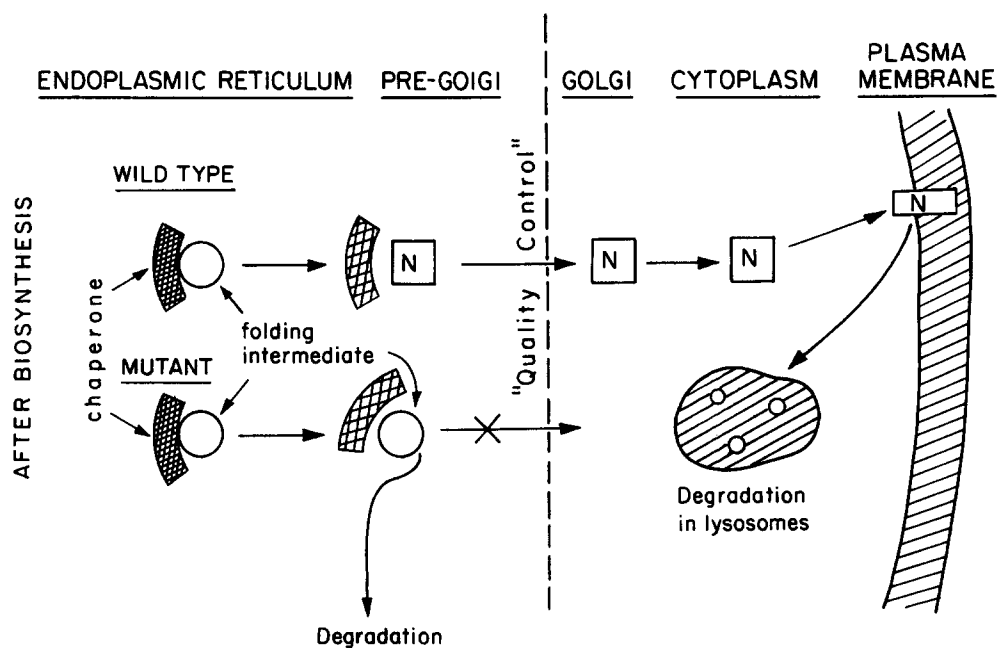 ENDOPLASMIC RETICULUM
PRE-GOIGI
GOLGI
CYTOPLASM
PLASMA
MEMBRANE
AFTER BIOSYNTHESIS
WILD TYPE
"Quality Control"
N
N
N
N
chaperone
folding
intermediate
MUTANT
Degradation
in lysosomes
Degradation